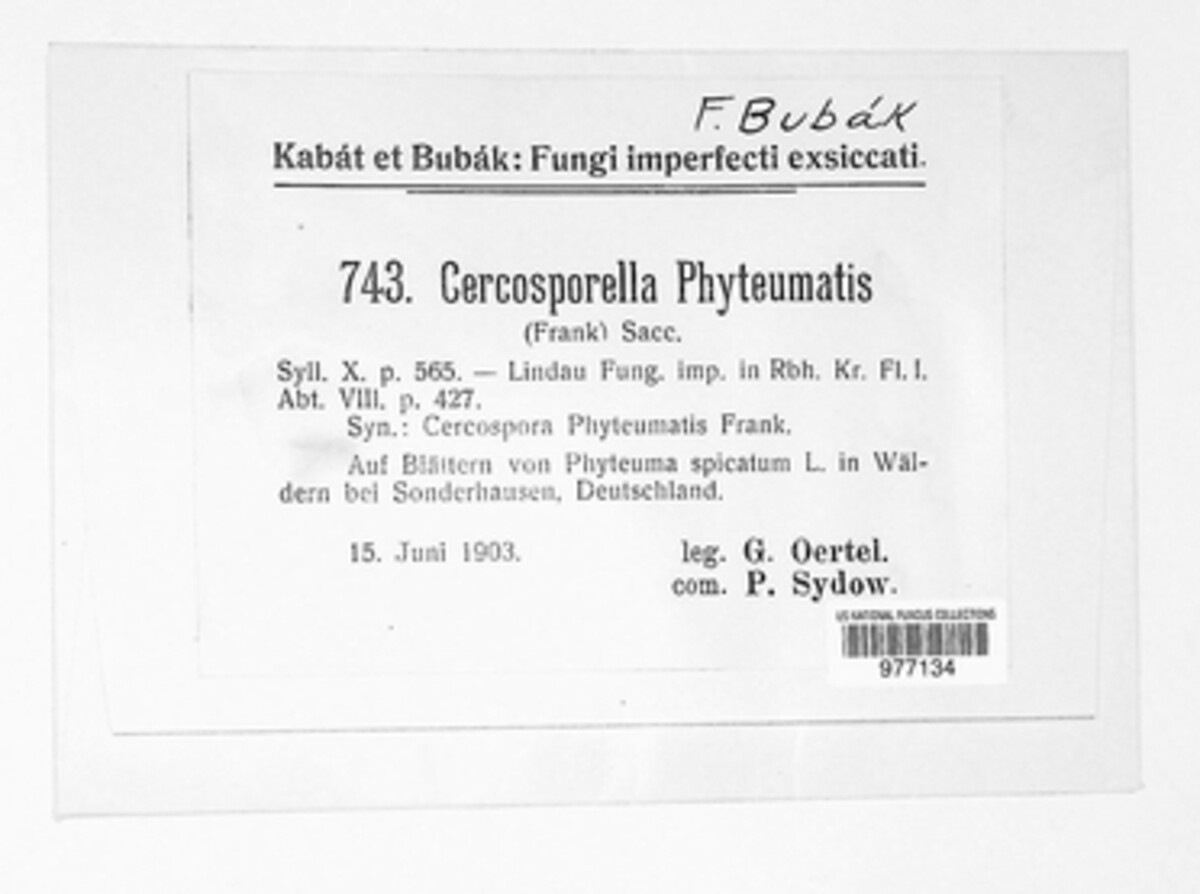 F. Bubák
Kabát et Bubák: Fungi imperfecti exsiccati.
743. Cercosporella Phyteumatis
(Frank) Sacc.
Syll. X. p. 565. — Lindau Fung. imp. in Rbh. Kr. Fl. I.
Abt. VIII. p. 427.
Syn.: Cercospora Phyteumatis Frank.
Auf Blättern von Phyteuma spicatum L. in Wäl-
dern bei Sonderhausen, Deutschland.
15. Juni 1903.
leg. G. Oertel.
com. P. Sydow.
US NATIONAL FUNGUS COLLECTIONS
977134